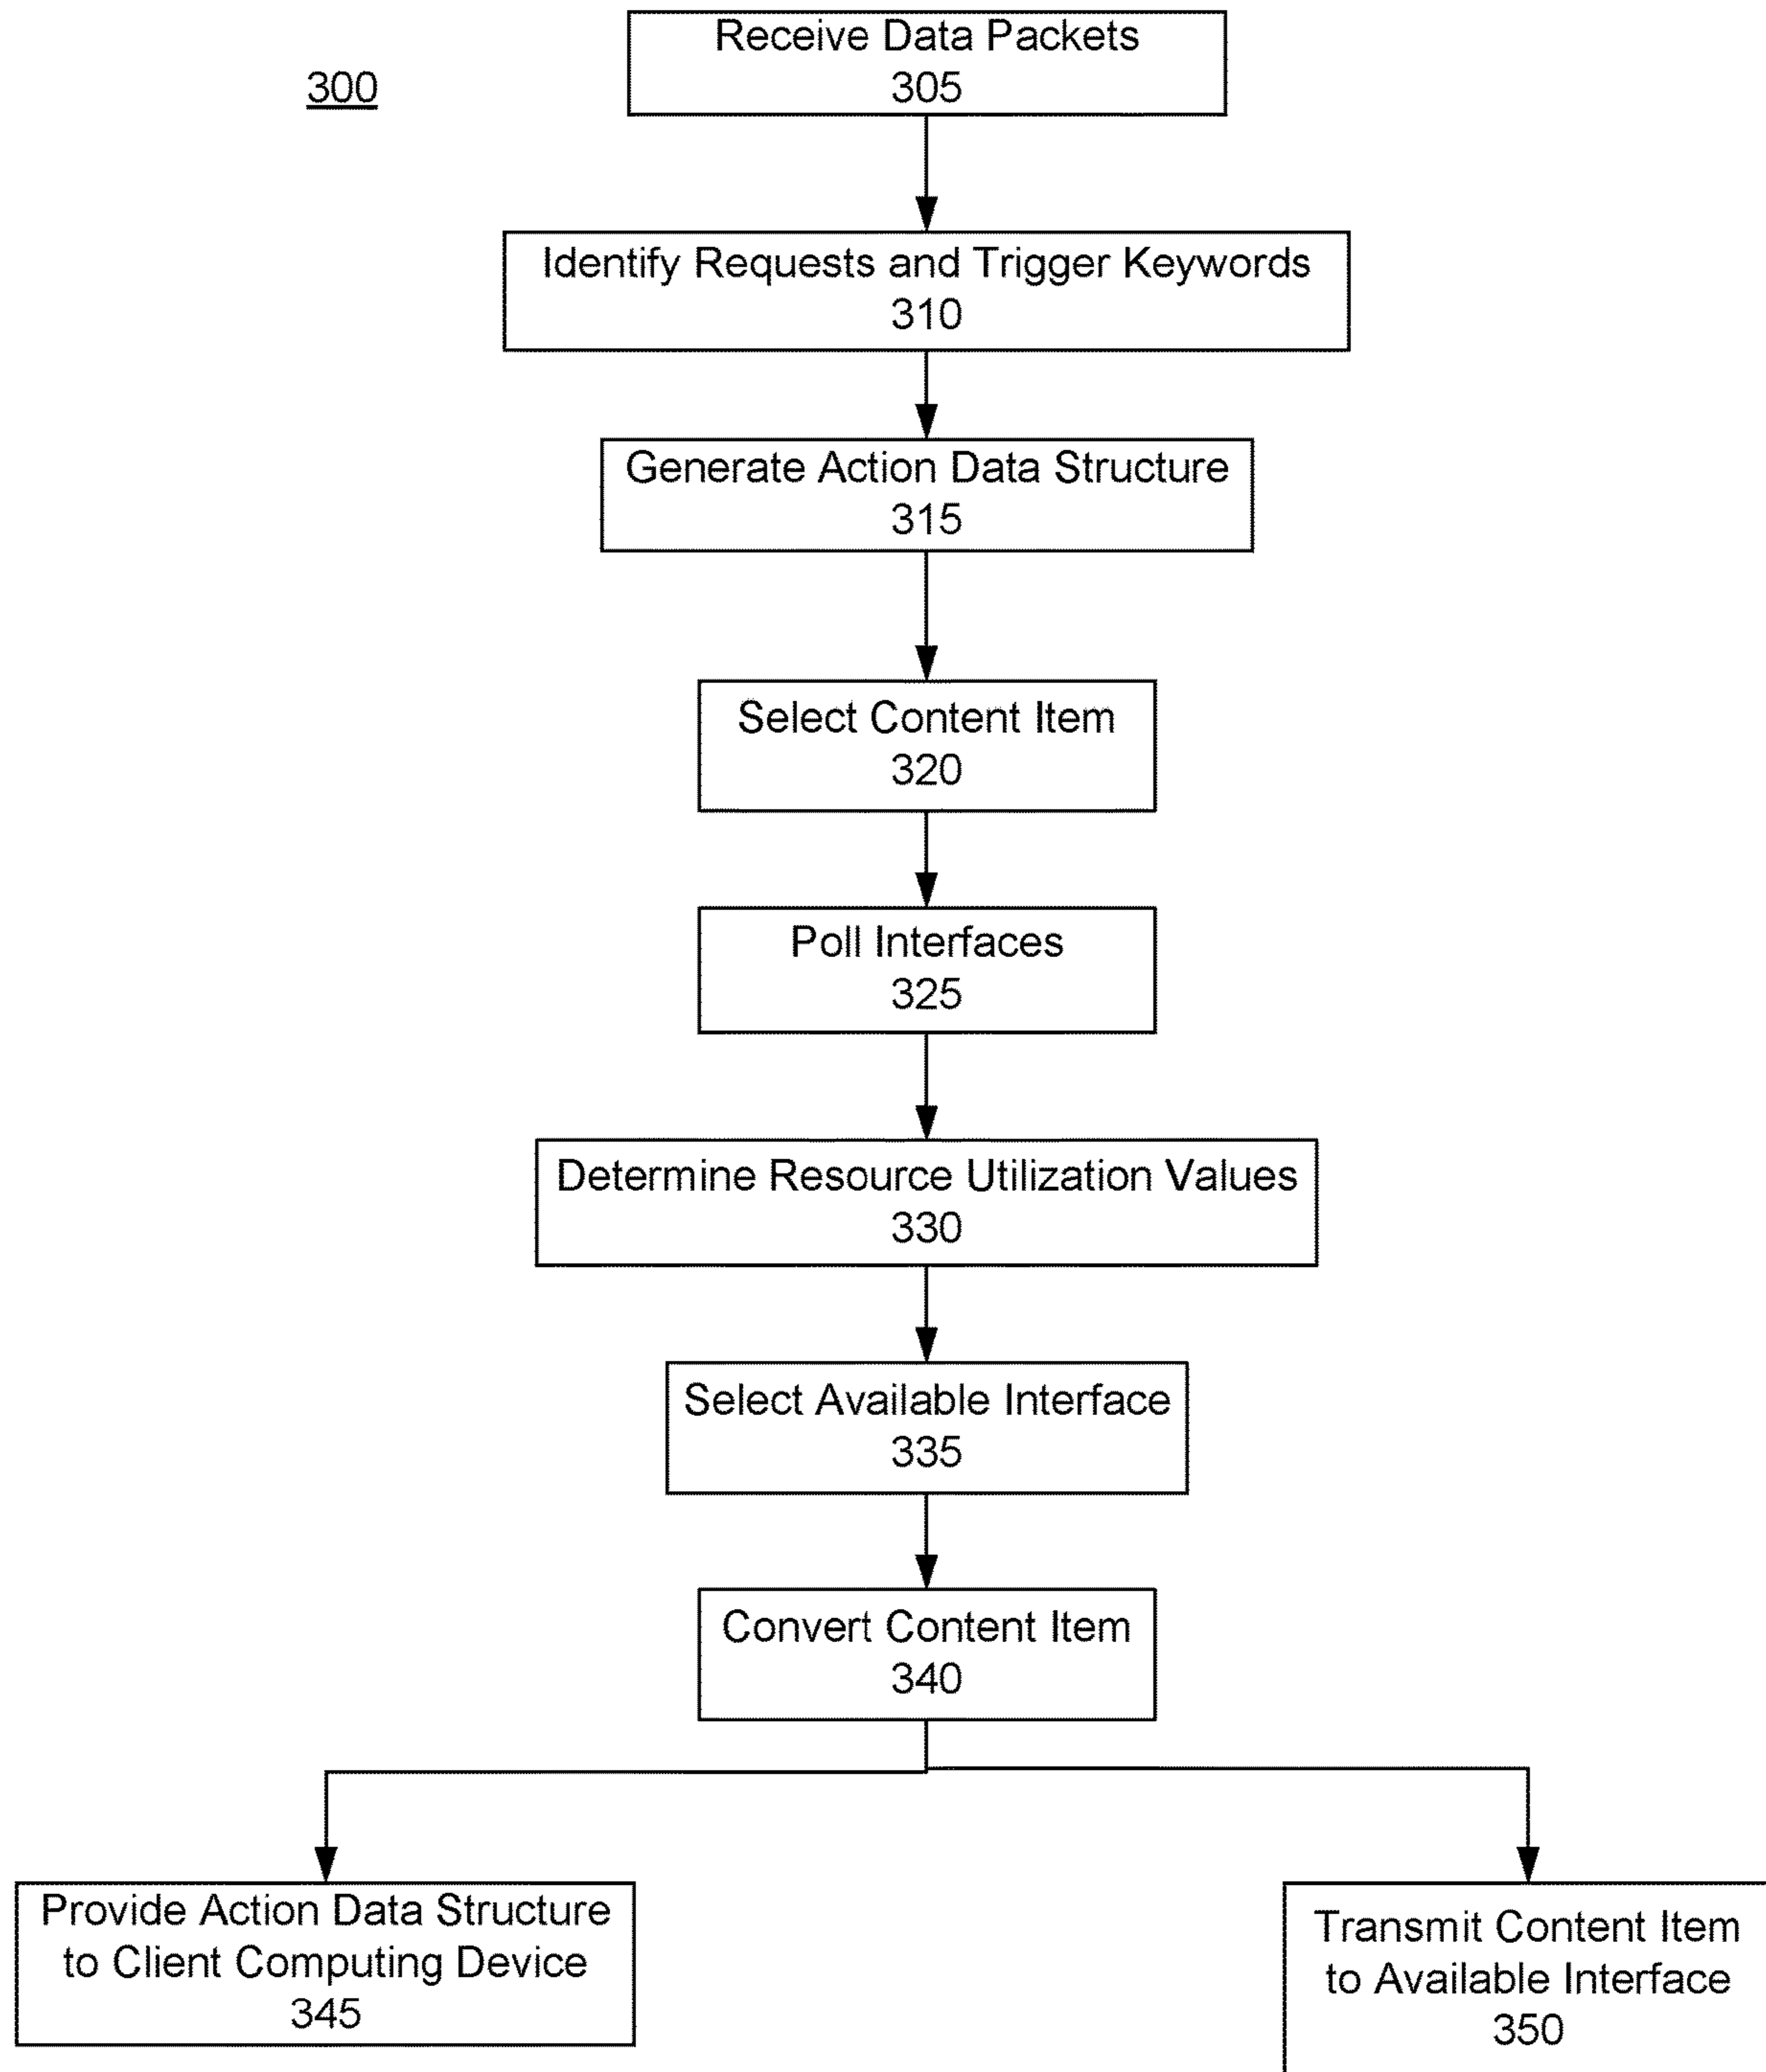 300
Receive Data Packets
305
Identify Requests and Trigger Keywords
310
Generate Action Data Structure
315
Select Content Item
320
Poll Interfaces
325
Determine Resource Utilization Values
330
Select Available Interface
335
Convert Content Item
340
Provide Action Data Structure
to Client Computing Device
345
Transmit Content Item
to Available Interface
350